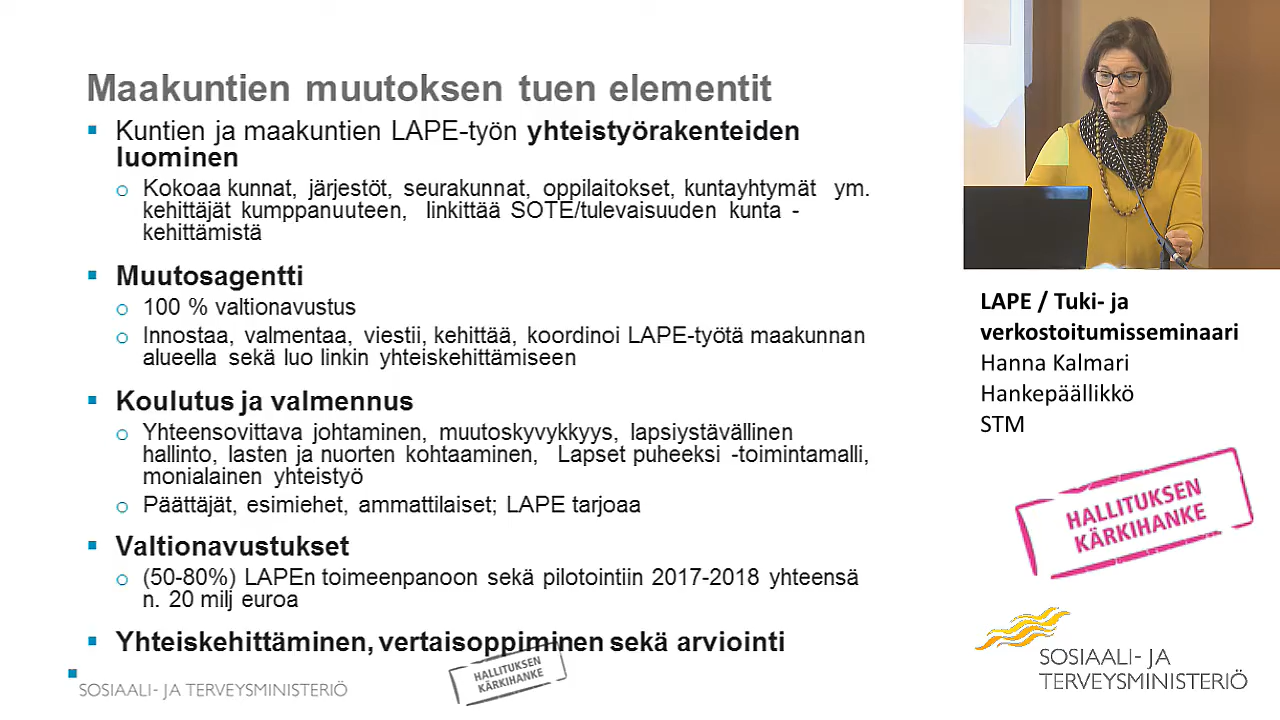 Maakuntien muutoksen tuen elementit
Kuntien ja maakuntien LAPE-työn yhteistyörakenteiden
luominen
Kokoaa kunnat, järjestöt, seurakunnat, oppilaitokset, kuntayhtymät ym.
kehittäjät kumppanuuteen, linkittää SOTE/tulevaisuuden kunta -
kehittämistä
Muutosagentti
100 % valtionavustus
Innostaa, valmentaa, viestii, kehittää, koordinoi LAPE-työtä maakunnan
alueella sekä luo linkin yhteiskehittämiseen
Koulutus ja valmennus
Yhteensovittava johtaminen, muutoskyvykkyys, lapsiystävällinen
hallinto, lasten ja nuorten kohtaaminen, Lapset puheeksi -toimintamalli,
monialainen yhteistyö
Päättäjät, esimiehet, ammattilaiset; LAPE tarjoaa
Valtionavustukset
(50-80%) LAPEn toimeenpanoon sekä pilotointiin 2017-2018 yhteensä
n. 20 milj euroa
Yhteiskehittäminen, vertaisoppiminen sekä arviointi
HALLITUKSEN
KÄRKIHANKE
SOSIAALI- JA TERVEYSMINISTERIÖ
LAPE / Tuki- ja
verkostoitumisseminaari
Hanna Kalmari
Hankepäällikkö
STM
HALLITUKSEN
KÄRKIHANKE
SOSIAALI- JA
TERVEYSMINISTERIÖ